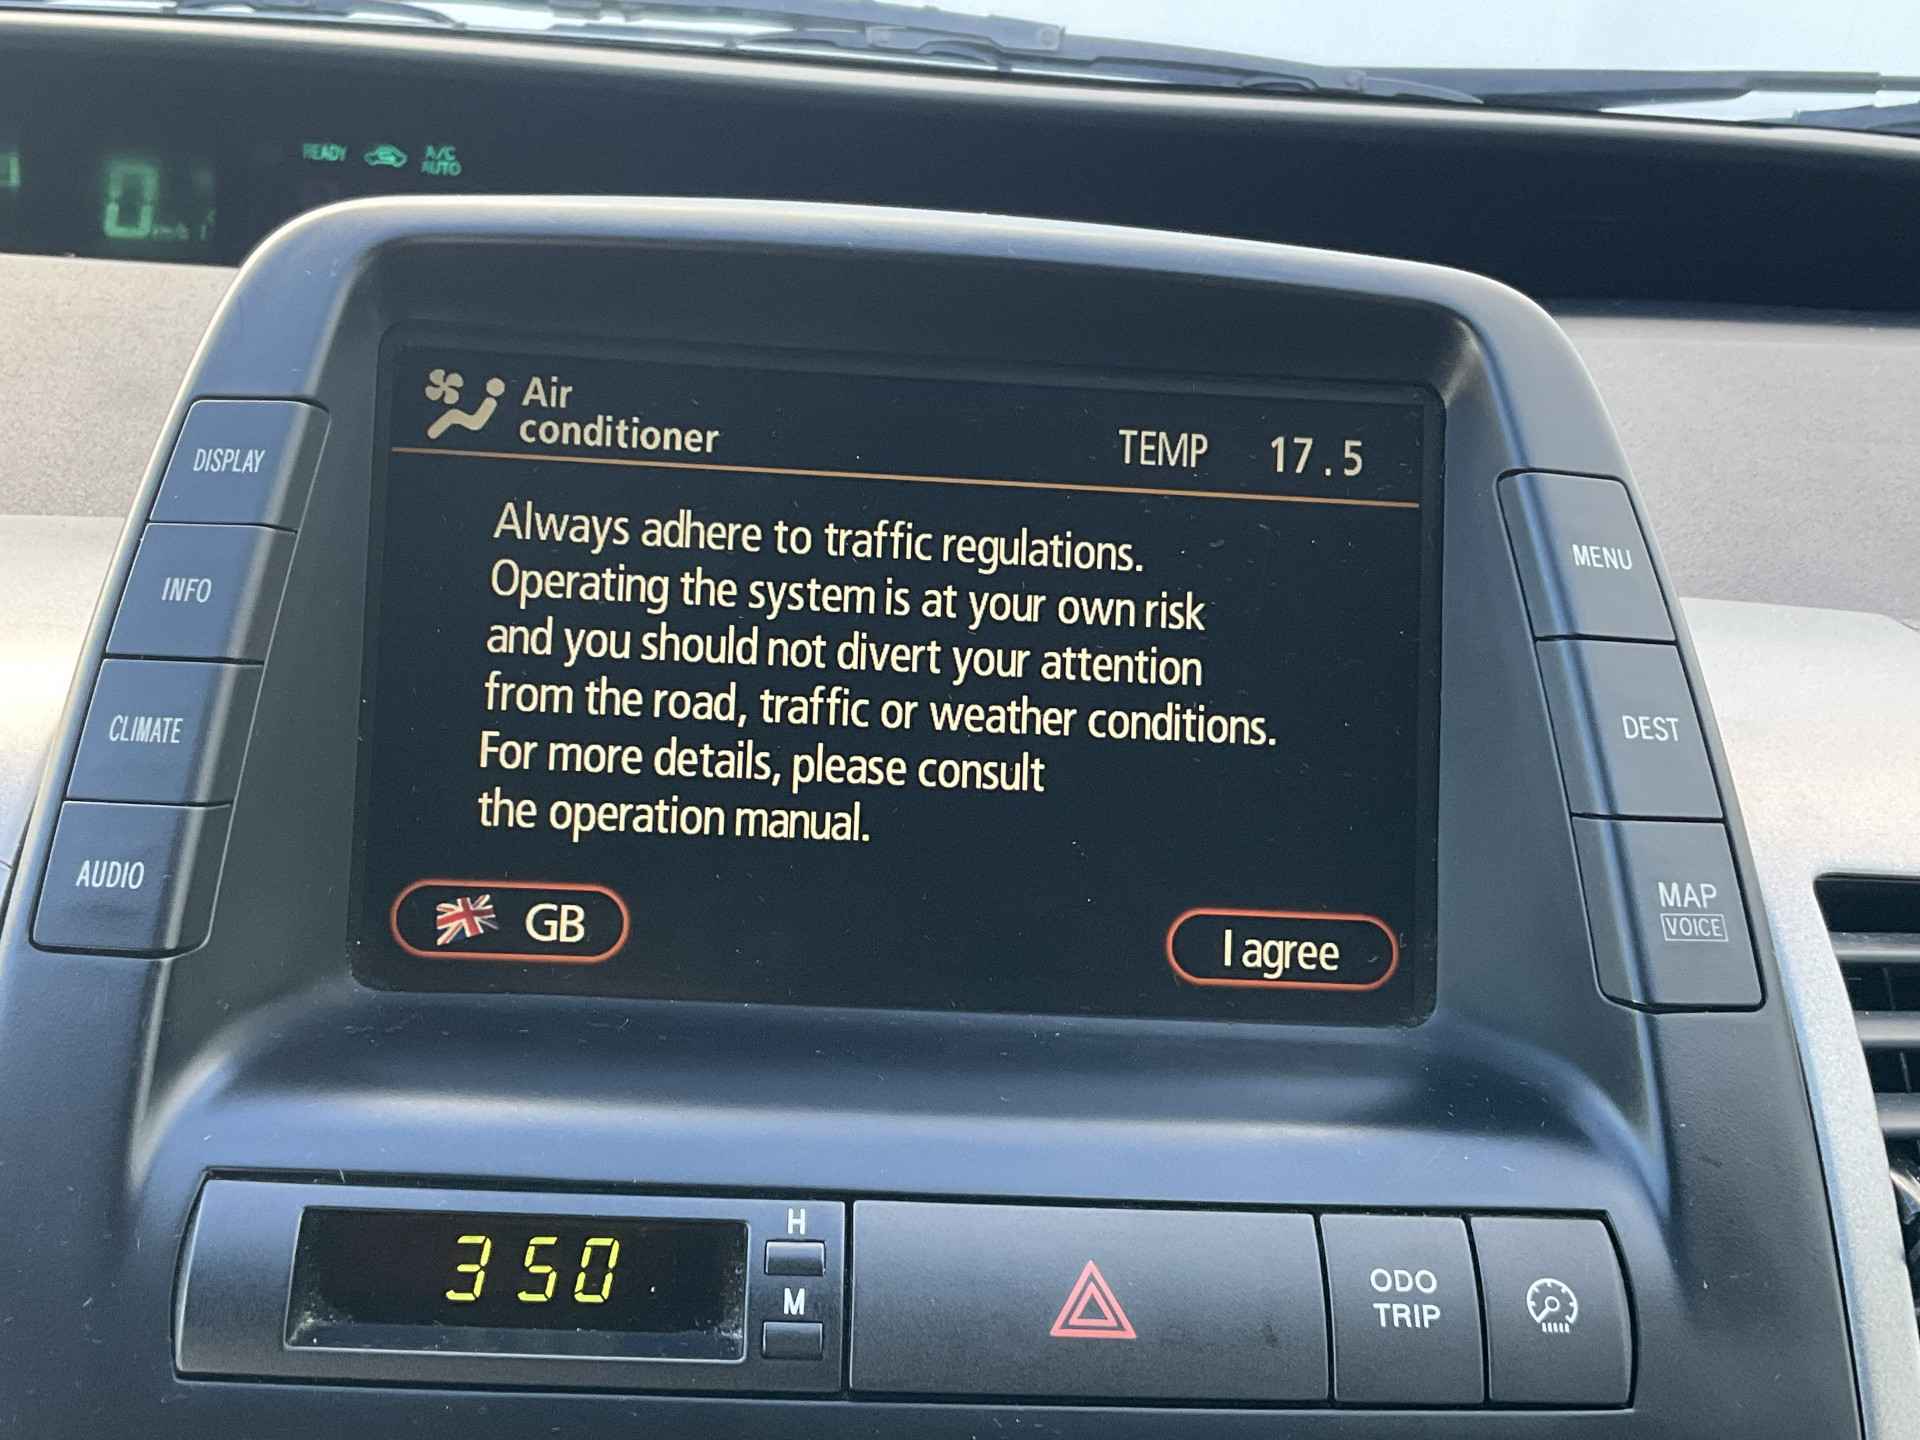 0
READY
A/C
AUTO
Air
conditioner
TEMP 17.5
Always adhere to traffic regulations.
Operating the system is at your own risk
and you should not divert your attention
from the road, traffic or weather conditions.
For more details, please consult
the operation manual.
GB
I agree
DISPLAY
INFO
CLIMATE
AUDIO
MENU
DEST
MAP
VOICE
350
H
M
ODO
TRIP